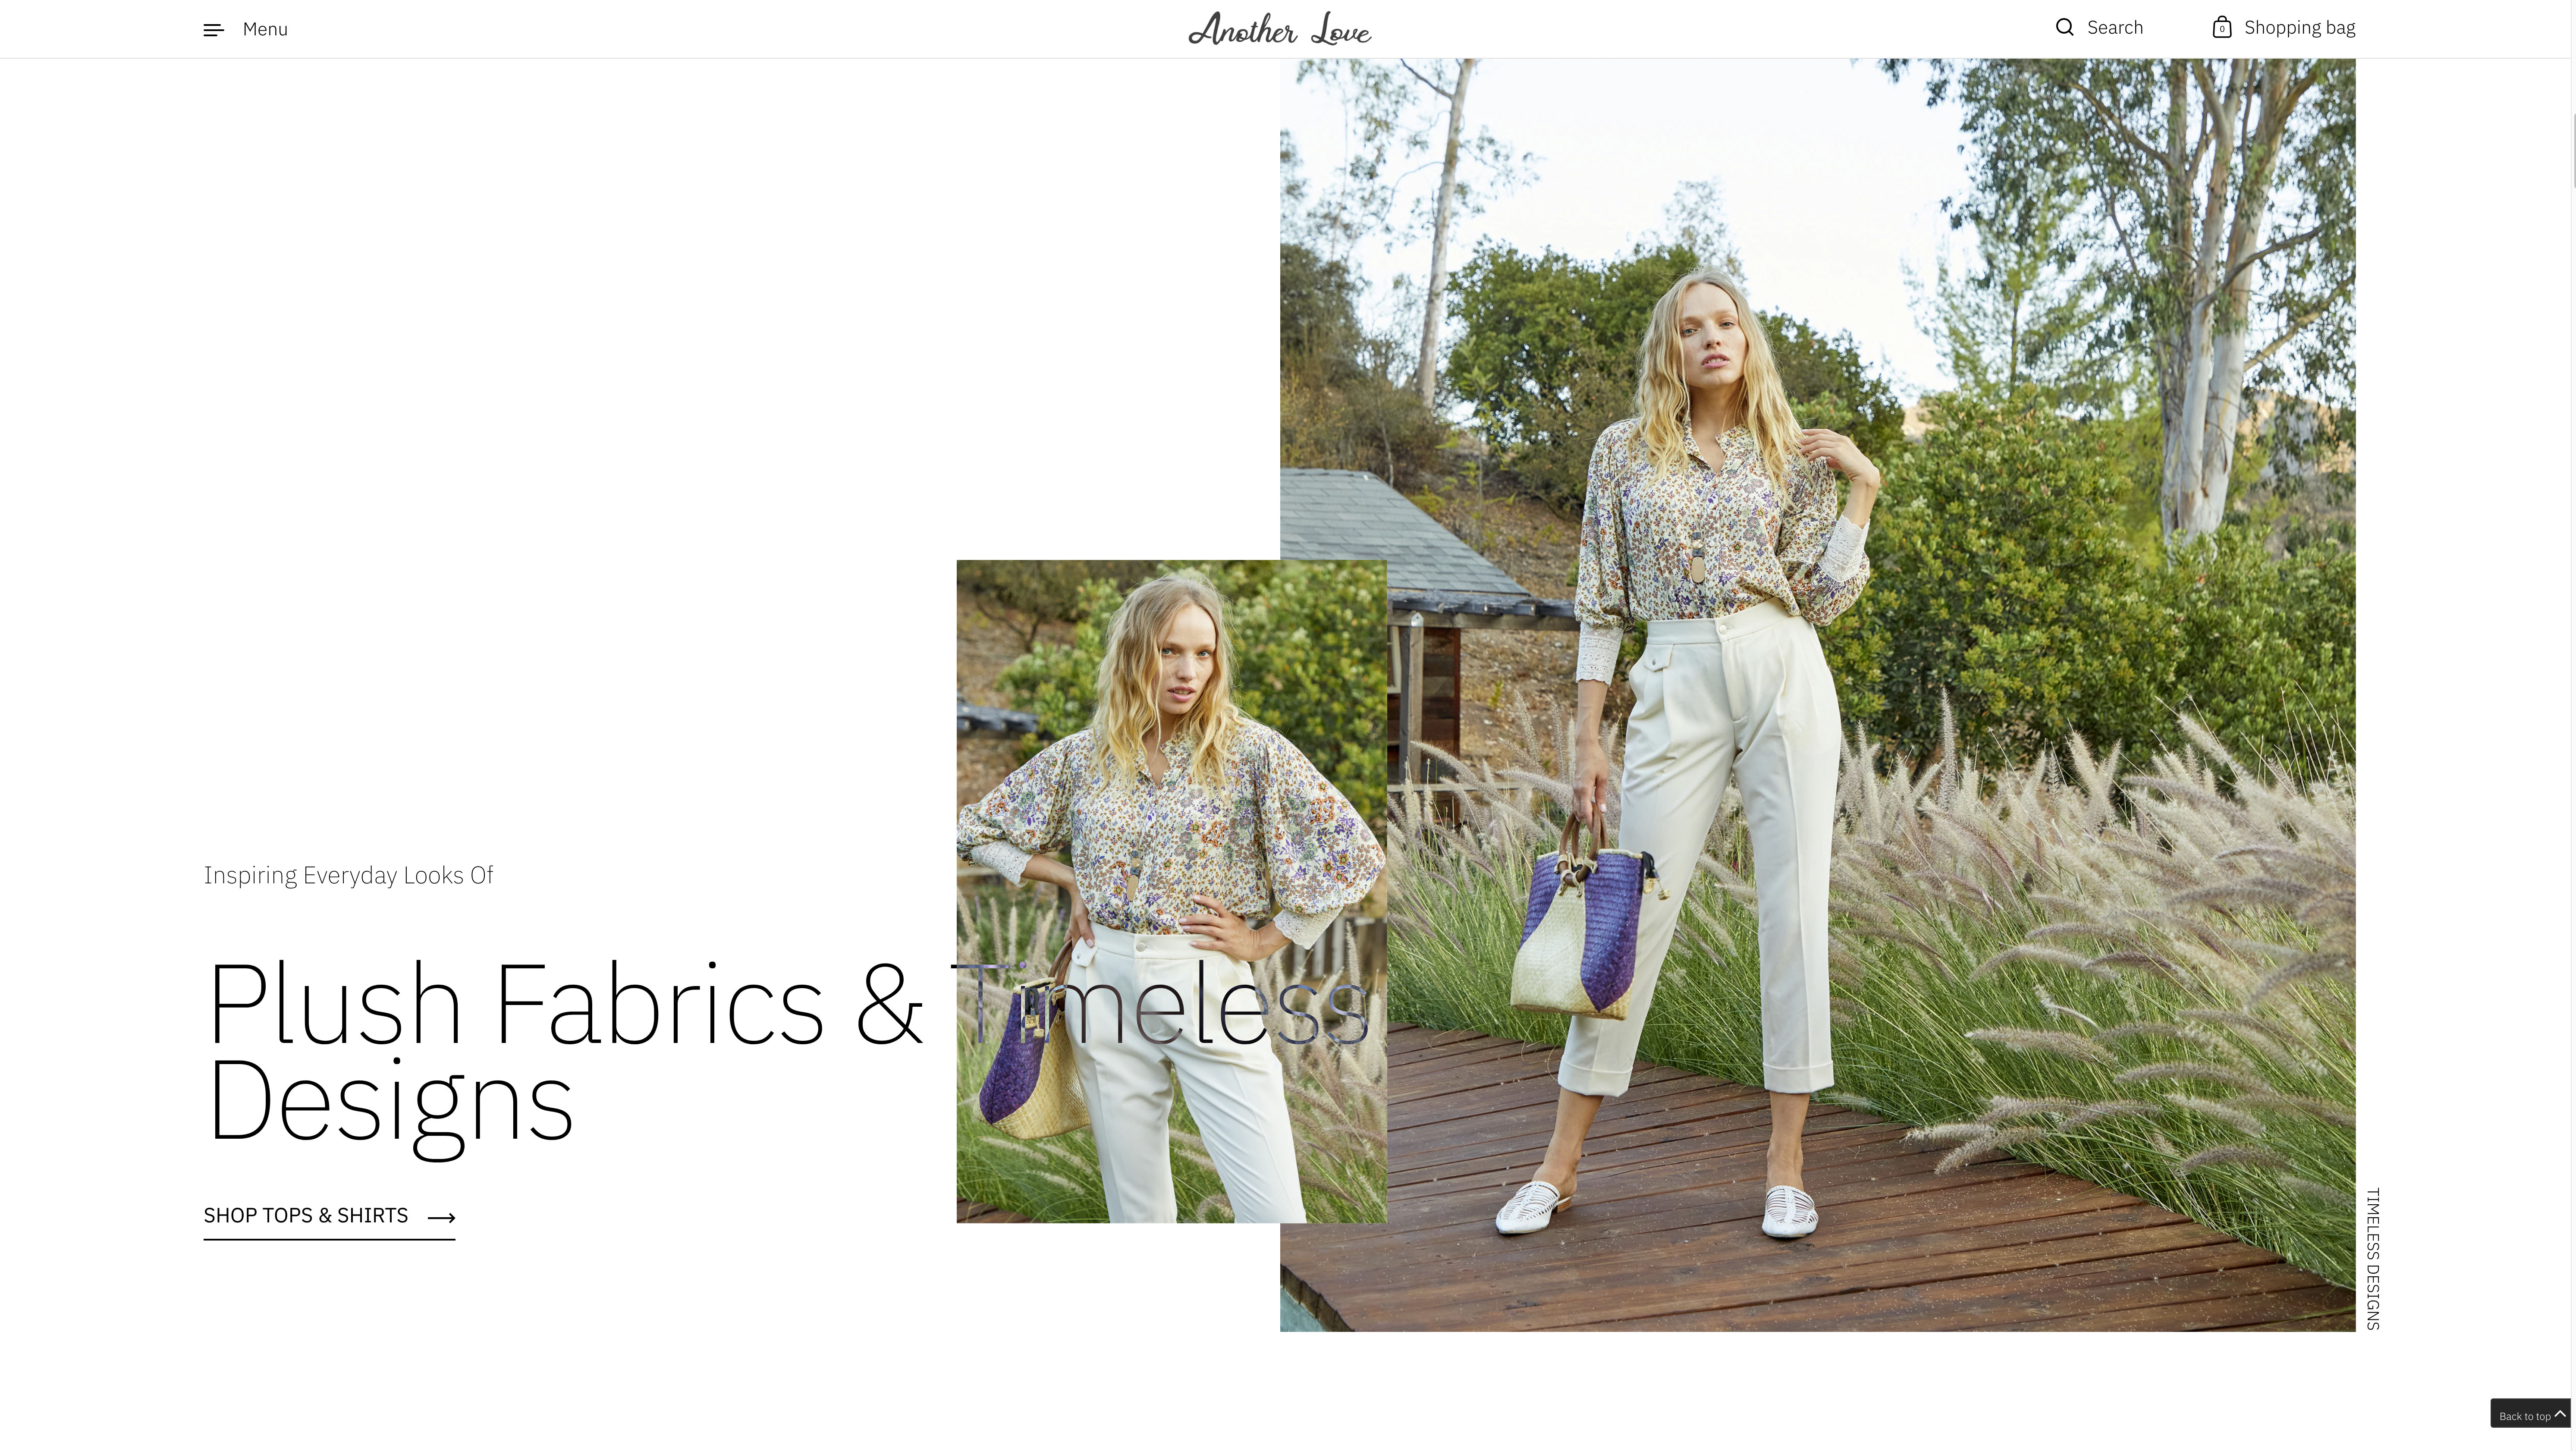 Menu
Another Love
Search
0
Shopping bag
Inspiring Everyday Looks Of
Plush Fabrics & Timeless
Designs
SHOP TOPS & SHIRTS
TIMELESS DESIGNS
Back to top